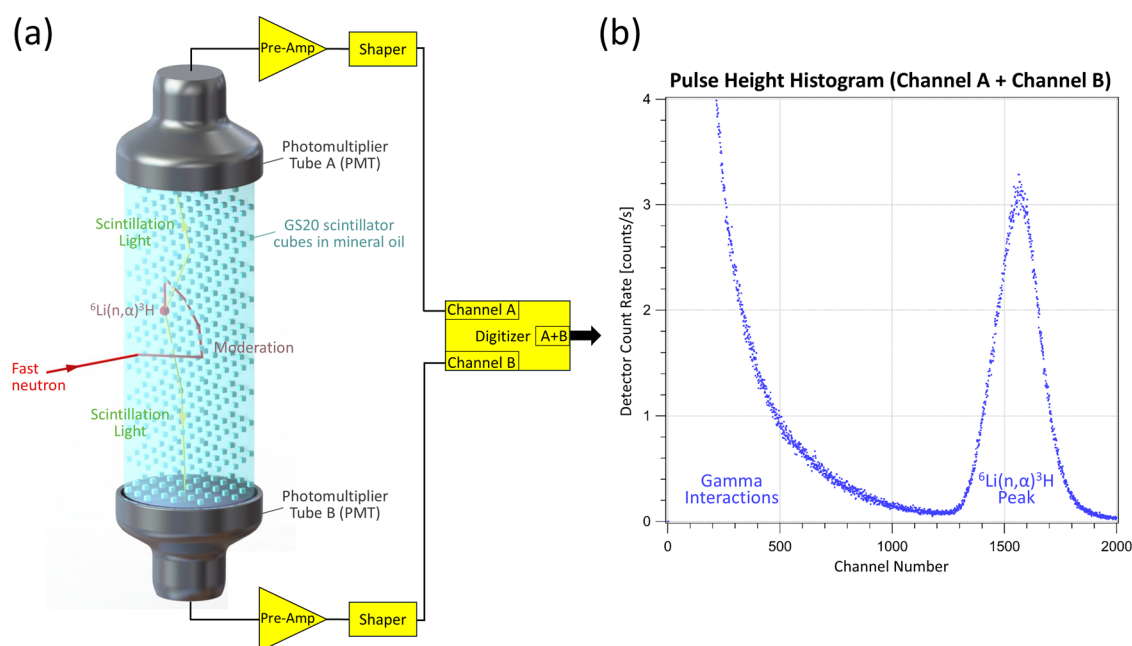 (a)
Pre-Amp
Shaper
Photomultiplier
Tube A (PMT)
Scintillation
Light
GS20 scintillator
cubes in mineral oil
⁶Li(n,α)³H
Moderation
Fast
neutron
Scintillation
Light
Photomultiplier
Tube B (PMT)
Pre-Amp
Shaper
Channel A
Digitizer A+B
Channel B
(b)
Pulse Height Histogram (Channel A + Channel B)
Detector Count Rate [counts/s]
4
3
2
1
0
Gamma
Interactions
⁶Li(n,α)³H
Peak
0 500 1000 1500 2000
Channel Number